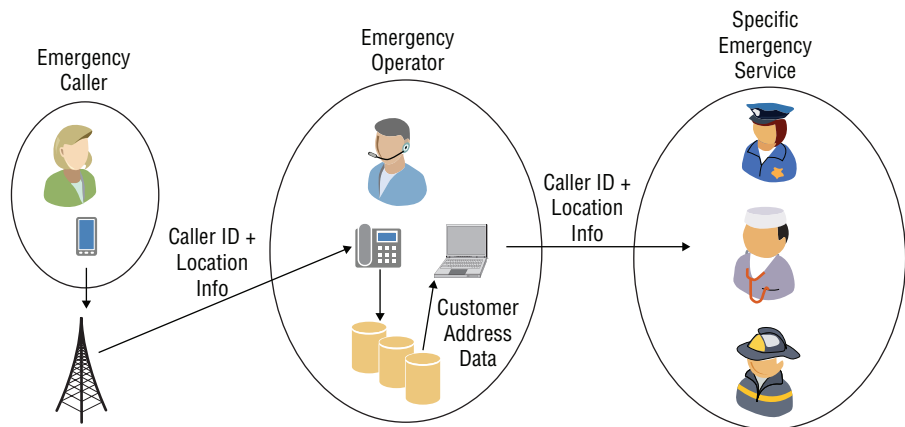 Emergency
Caller
Emergency
Operator
Specific
Emergency
Service
Caller ID +
Location
Info
Customer
Address
Data
Caller ID +
Location
Info